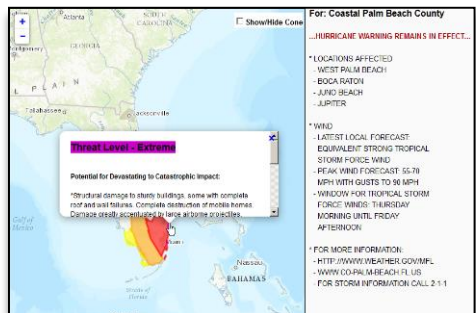 +
-
Show/Hide Cone
Atlanta
SOUTH
CAROLINA
GEORGIA
Tallahassee
Jacksonville
Threat Level - Extreme
Potential for Devastating to Catastrophic Impact:
*Structural damage to sturdy buildings, some with complete
roof and wall failures. Complete destruction of mobile homes.
Damage greatly accentuated by large airborne projectiles.
Gulf of
Miami
Nassau
BAHAMAS
Straits of
Florida
For: Coastal Palm Beach County
...HURRICANE WARNING REMAINS IN EFFECT...
* LOCATIONS AFFECTED
- WEST PALM BEACH
- BOCA RATON
- JUNO BEACH
- JUPITER
* WIND
- LATEST LOCAL FORECAST:
EQUIVALENT STRONG TROPICAL
STORM FORCE WIND
- PEAK WIND FORECAST: 55-70
MPH WITH GUSTS TO 90 MPH
- WINDOW FOR TROPICAL STORM
FORCE WINDS: THURSDAY
MORNING UNTIL FRIDAY
AFTERNOON
* FOR MORE INFORMATION:
- HTTP://WWW.WEATHER.GOV/MFL
- WWW.CO.PALM-BEACH.FL.US
- FOR STORM INFORMATION CALL 2-1-1